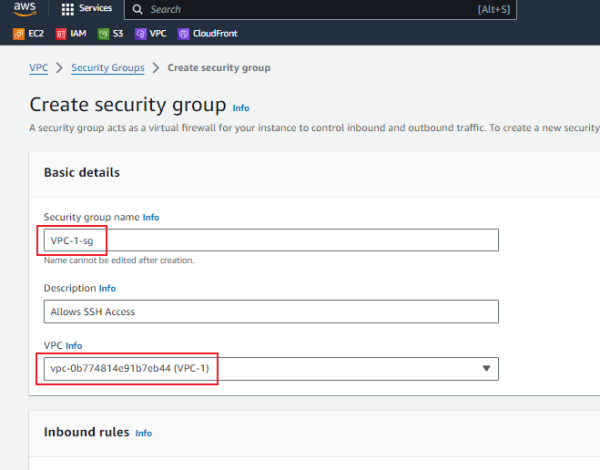 aws
Services
Search
[Alt+S]
EC2 IAM S3 VPC CloudFront
VPC > Security Groups > Create security group
Create security group Info
A security group acts as a virtual firewall for your instance to control inbound and outbound traffic. To create a new security
Basic details
Security group name Info
VPC-1-sg
Name cannot be edited after creation.
Description Info
Allows SSH Access
VPC Info
vpc-0b774814e91b7eb44 (VPC-1)
Inbound rules Info